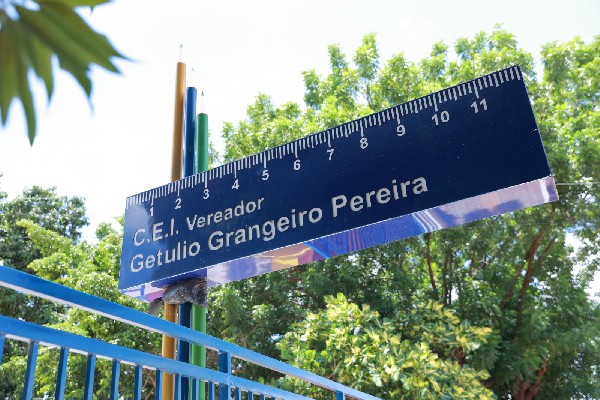 1 2 3 4 5 6 7 8 9 10 11
C.E.I. Vereador
Getulio Grangeiro Pereira